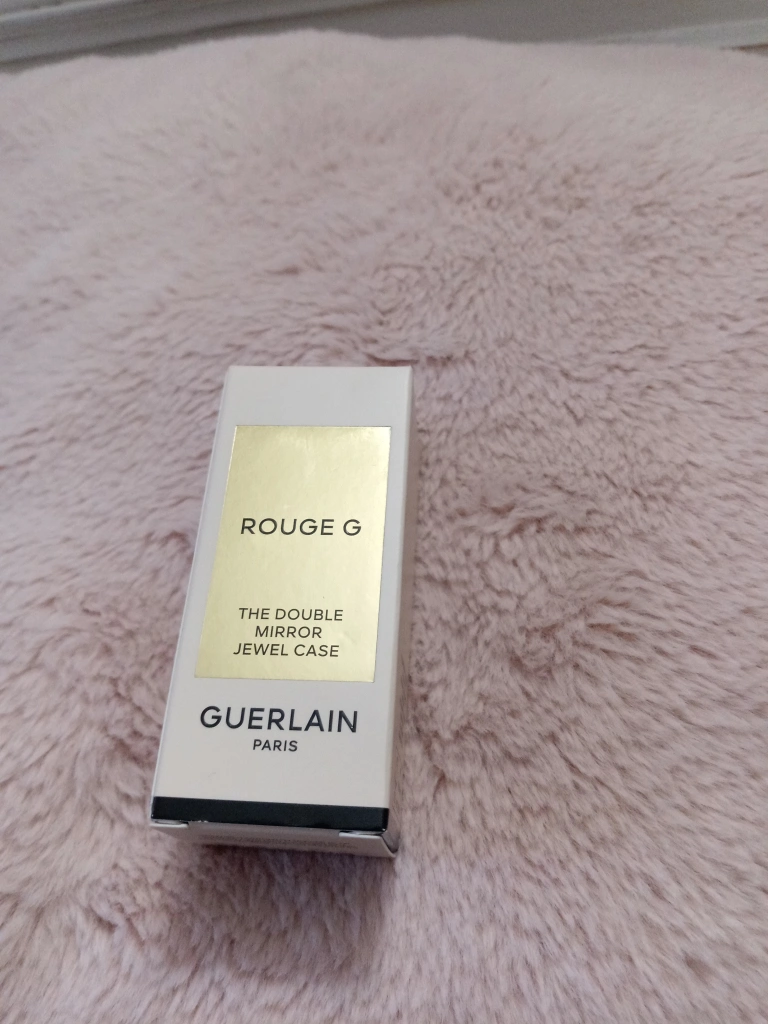 ROUGE G
THE DOUBLE
MIRROR
JEWEL CASE
GUERLAIN
PARIS